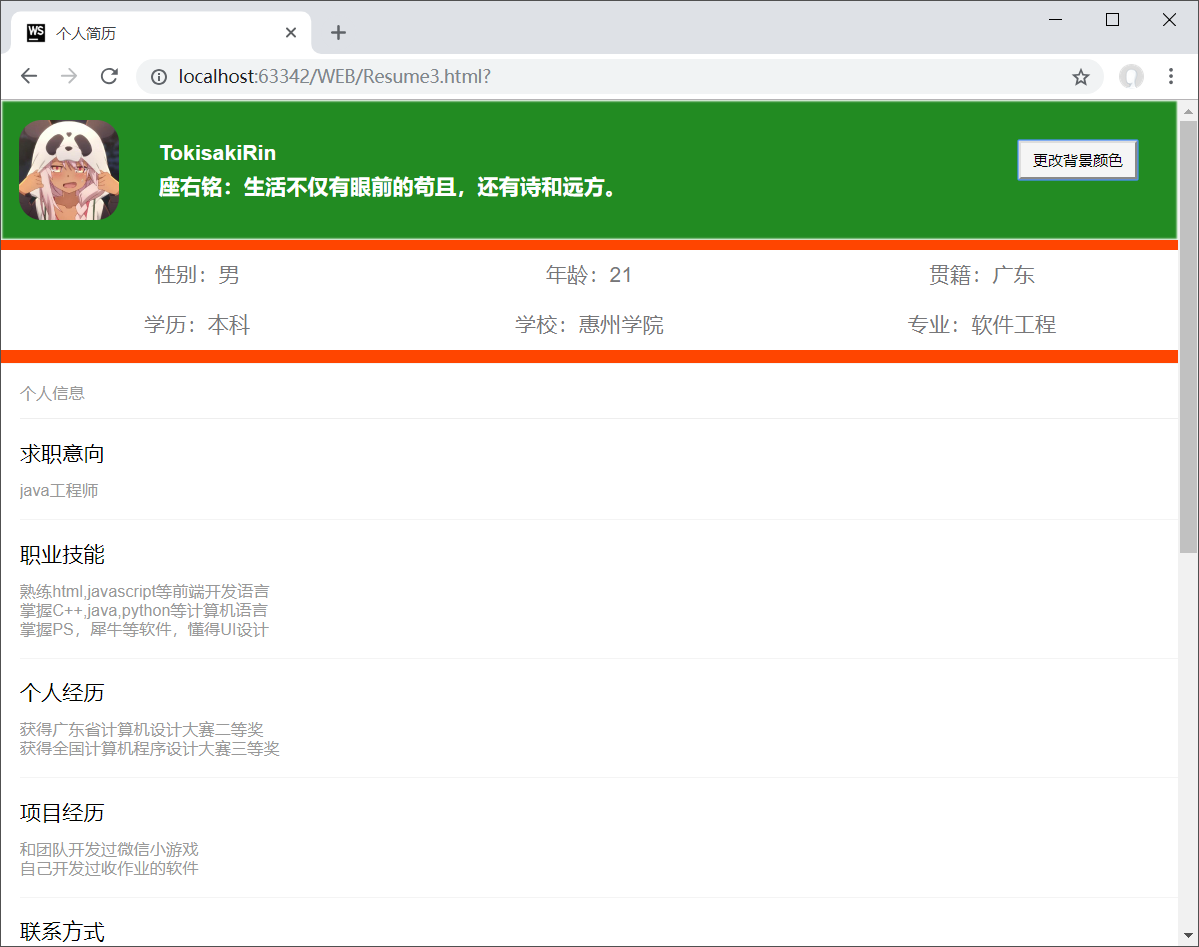 WS 个人简历
localhost:63342/WEB/Resume3.html?
TokisakiRin
座右铭：生活不仅有眼前的苟且，还有诗和远方。
更改背景颜色
性别：男 年龄：21 贯籍：广东
学历：本科 学校：惠州学院 专业：软件工程
个人信息
求职意向
java工程师
职业技能
熟练html,javascript等前端开发语言
掌握C++,java,python等计算机语言
掌握PS，犀牛等软件，懂得UI设计
个人经历
获得广东省计算机设计大赛二等奖
获得全国计算机程序设计大赛三等奖
项目经历
和团队开发过微信小游戏
自己开发过收作业的软件
联系方式